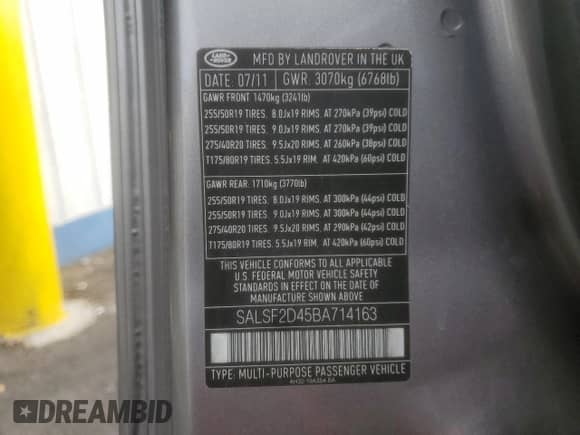 LAND ROVER
MFD BY LANDROVER IN THE UK
DATE: 07/11 GWR: 3070kg (6768lb)
GAWR FRONT 1470kg (3241lb)
255/50R19 TIRES. 8.0Jx19 RIMS. AT 270kPa (39psi) COLD
255/50R19 TIRES. 9.0Jx19 RIMS. AT 270kPa (39psi) COLD
275/40R20 TIRES. 9.5Jx20 RIMS. AT 260kPa (38psi) COLD
T175/80R19 TIRES. 5.5Jx19 RIM. AT 420kPa (60psi) COLD
GAWR REAR: 1710kg (3770lb)
255/50R19 TIRES. 8.0Jx19 RIMS. AT 300kPa (44psi) COLD
255/50R19 TIRES. 9.0Jx19 RIMS. AT 300kPa (44psi) COLD
275/40R20 TIRES. 9.5Jx20 RIMS. AT 290kPa (42psi) COLD
T175/80R19 TIRES. 5.5Jx19 RIM. AT 420kPa (60psi) COLD
THIS VEHICLE CONFORMS TO ALL APPLICABLE
U.S. FEDERAL MOTOR VEHICLE SAFETY
STANDARDS IN EFFECT ON THE DATE OF
MANUFACTURE SHOWN ABOVE.
SALSF2D45BA714163
TYPE: MULTI-PURPOSE PASSENGER VEHICLE
DREAMBID